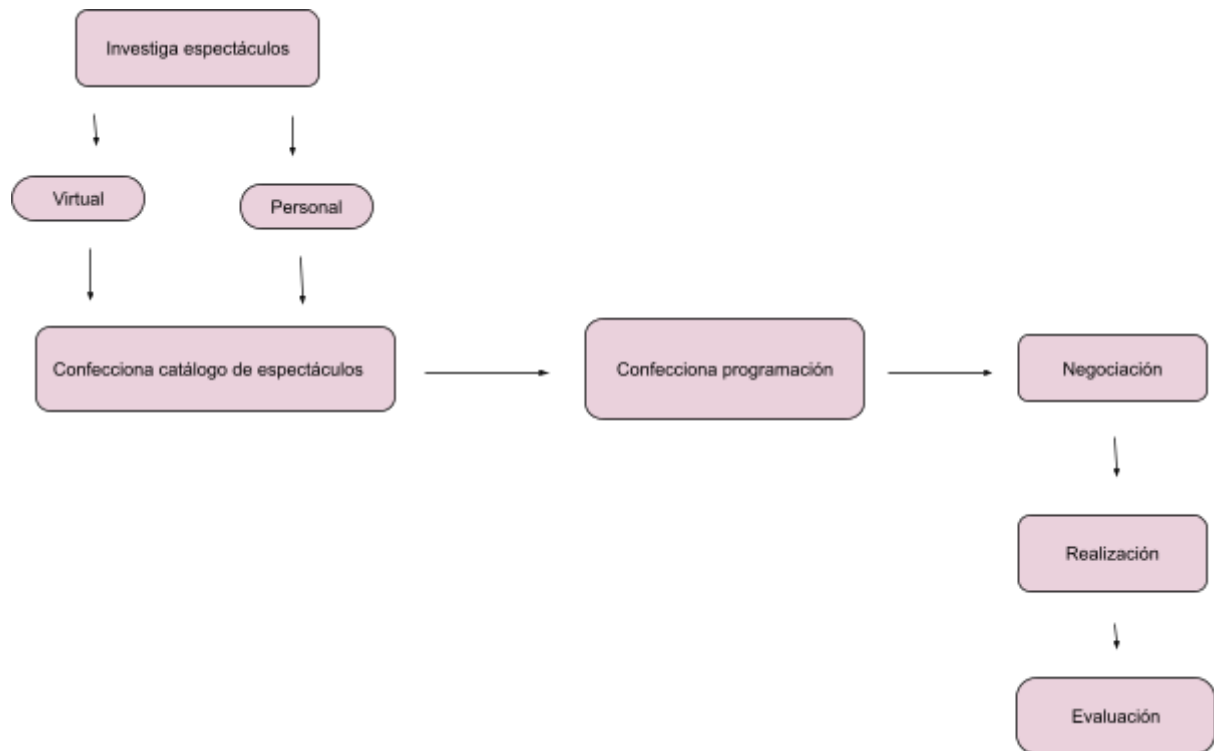 Investiga espectáculos
Virtual
Personal
Confecciona catálogo de espectáculos
Confecciona programación
Negociación
Realización
Evaluación